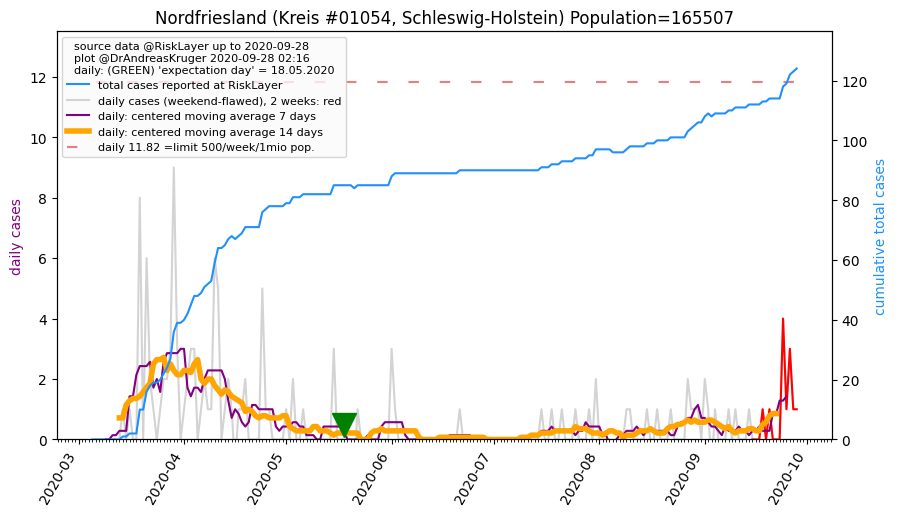 Nordfriesland (Kreis #01054, Schleswig-Holstein) Population=165507
source data @RiskLayer up to 2020-09-28
plot @DrAndreasKruger 2020-09-28 02:16
daily: (GREEN) 'expectation day' = 18.05.2020
total cases reported at RiskLayer
daily cases (weekend-flawed), 2 weeks: red
daily: centered moving average 7 days
daily: centered moving average 14 days
daily 11.82 =limit 500/week/1mio pop.
daily cases
12
10
8
6
4
2
0
cumulative total cases
120
100
80
60
40
20
0
2020-03
2020-04
2020-05
2020-06
2020-07
2020-08
2020-09
2020-10